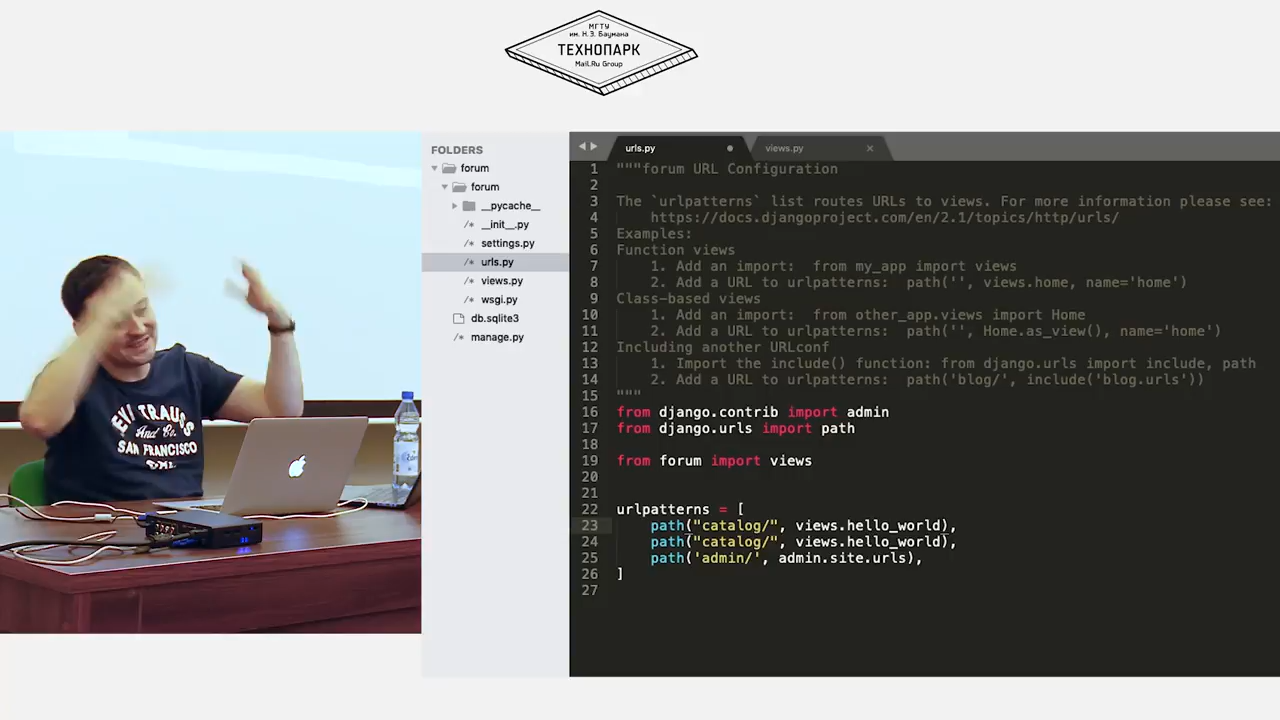 МГТУ
им. Н.Э. Баумана
ТЕХНОПАРК
Mail.Ru Group
SAN FRANCISCO
And Co.
FOLDERS
forum
forum
__pycache__
__init__.py
settings.py
urls.py
views.py
wsgi.py
db.sqlite3
manage.py
urls.py
views.py
1 """forum URL Configuration
2
3 The `urlpatterns` list routes URLs to views. For more information please see:
4 https://docs.djangoproject.com/en/2.1/topics/http/urls/
5 Examples:
6 Function views
7 1. Add an import:  from my_app import views
8 2. Add a URL to urlpatterns:  path('', views.home, name='home')
9 Class-based views
10 1. Add an import:  from other_app.views import Home
11 2. Add a URL to urlpatterns:  path('', Home.as_view(), name='home')
12 Including another URLconf
13 1. Import the include() function: from django.urls import include, path
14 2. Add a URL to urlpatterns:  path('blog/', include('blog.urls'))
15 """
16 from django.contrib import admin
17 from django.urls import path
18
19 from forum import views
20
21
22 urlpatterns = [
23 path("catalog/", views.hello_world),
24 path("catalog/", views.hello_world),
25 path('admin/', admin.site.urls),
26 ]
27